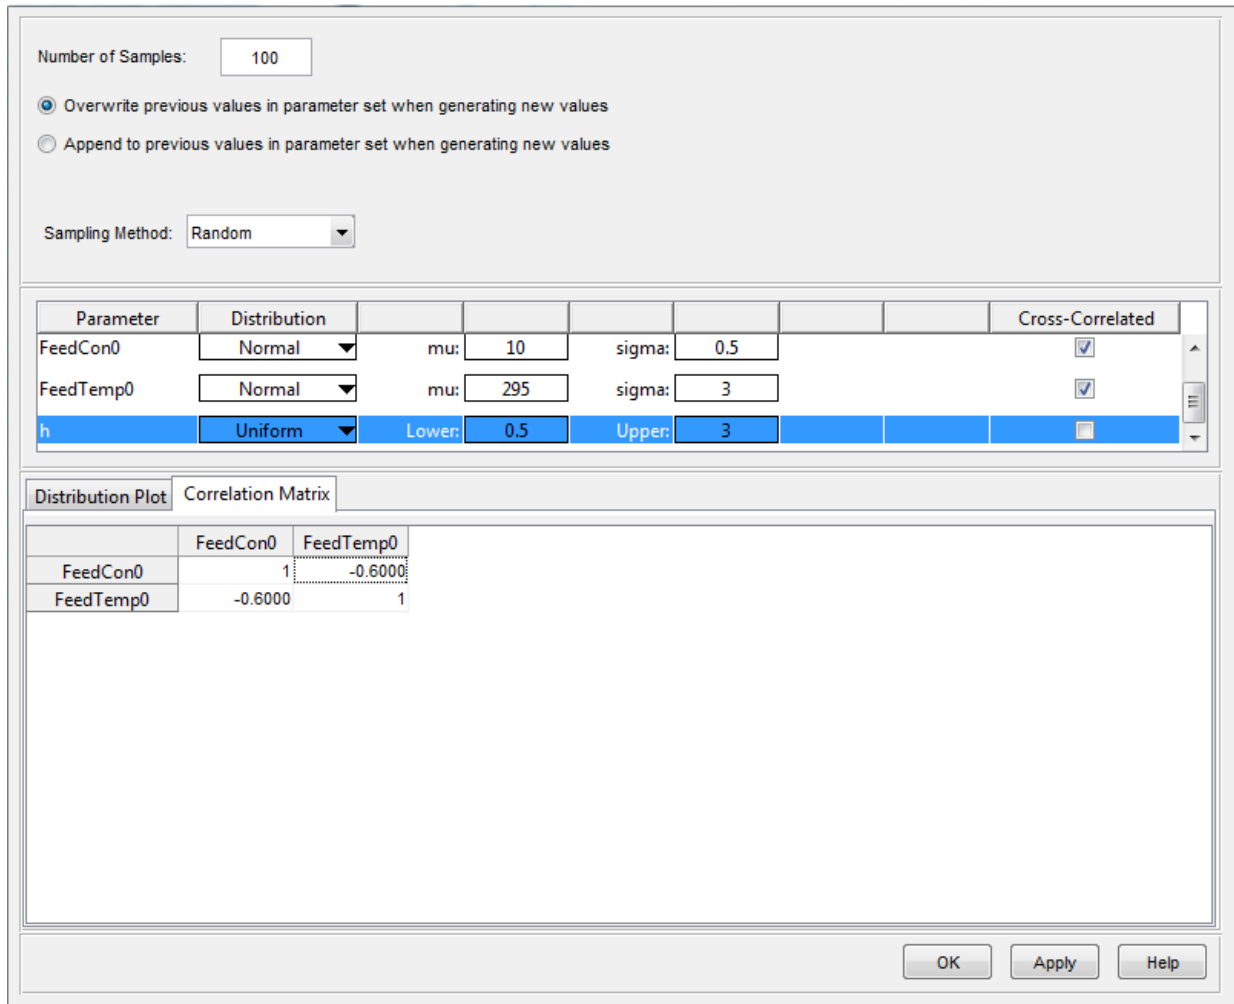 Number of Samples: 100
Overwrite previous values in parameter set when generating new values
Append to previous values in parameter set when generating new values
Sampling Method: Random
Parameter Distribution Cross-Correlated
FeedCon0 Normal mu: 10 sigma: 0.5
FeedTemp0 Normal mu: 295 sigma: 3
h Uniform Lower: 0.5 Upper: 3
Distribution Plot Correlation Matrix
FeedCon0 FeedTemp0
FeedCon0 1 -0.6000
FeedTemp0 -0.6000 1
OK Apply Help